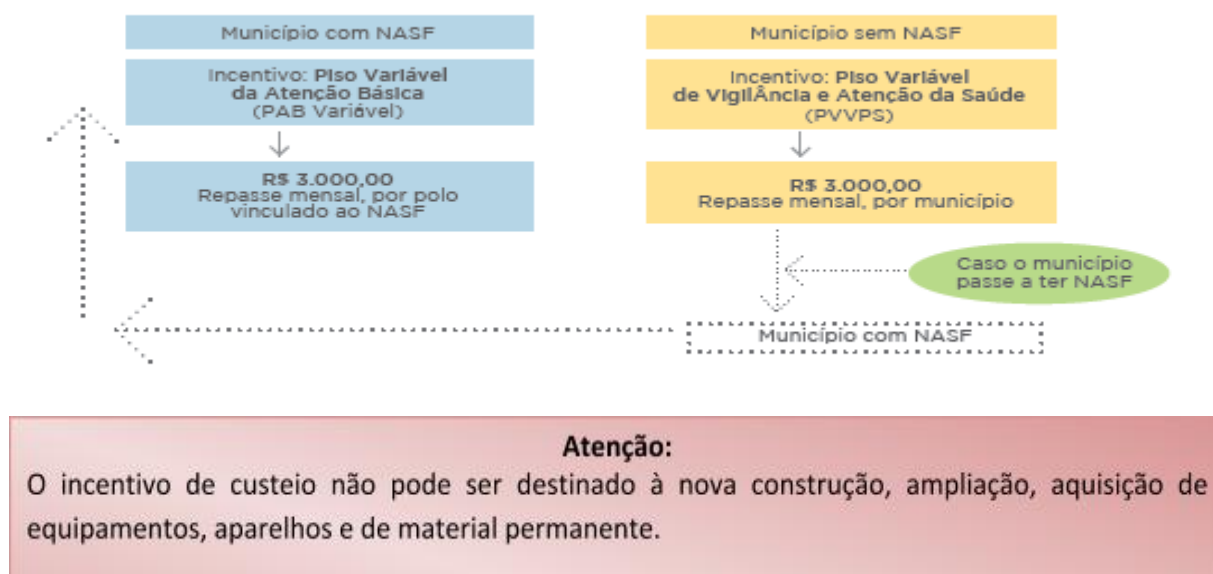 Município com NASF
Incentivo: Piso Variável
da Atenção Básica
(PAB Variável)
R$ 3.000,00
Repasse mensal, por polo
vinculado ao NASF
Município sem NASF
Incentivo: Piso Variável
de VigilÂncia e Atenção da Saúde
(PVVPS)
R$ 3.000,00
Repasse mensal, por município
Caso o município
passe a ter NASF
Município com NASF
Atenção:
O incentivo de custeio não pode ser destinado à nova construção, ampliação, aquisição de
equipamentos, aparelhos e de material permanente.